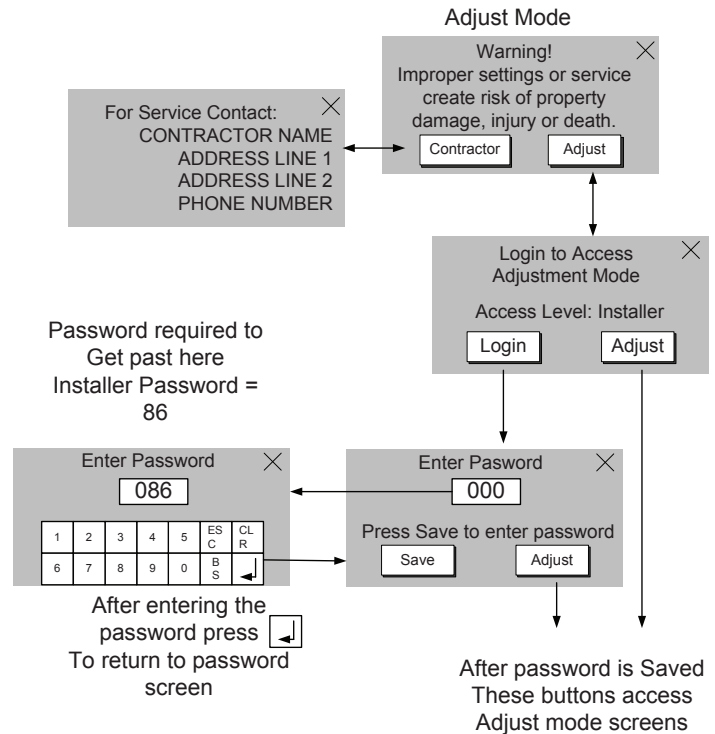 Adjust Mode
Warning!
Improper settings or service
create risk of property
damage, injury or death.
Contractor
Adjust
For Service Contact:
CONTRACTOR NAME
ADDRESS LINE 1
ADDRESS LINE 2
PHONE NUMBER
Login to Access
Adjustment Mode
Access Level: Installer
Login
Adjust
Password required to
Get past here
Installer Password =
86
Enter Password
086
1 2 3 4 5 ES
C CL
R
6 7 8 9 0 B
S
Enter Pasword
000
Press Save to enter password
Save
Adjust
After entering the
password press
To return to password
screen
After password is Saved
These buttons access
Adjust mode screens